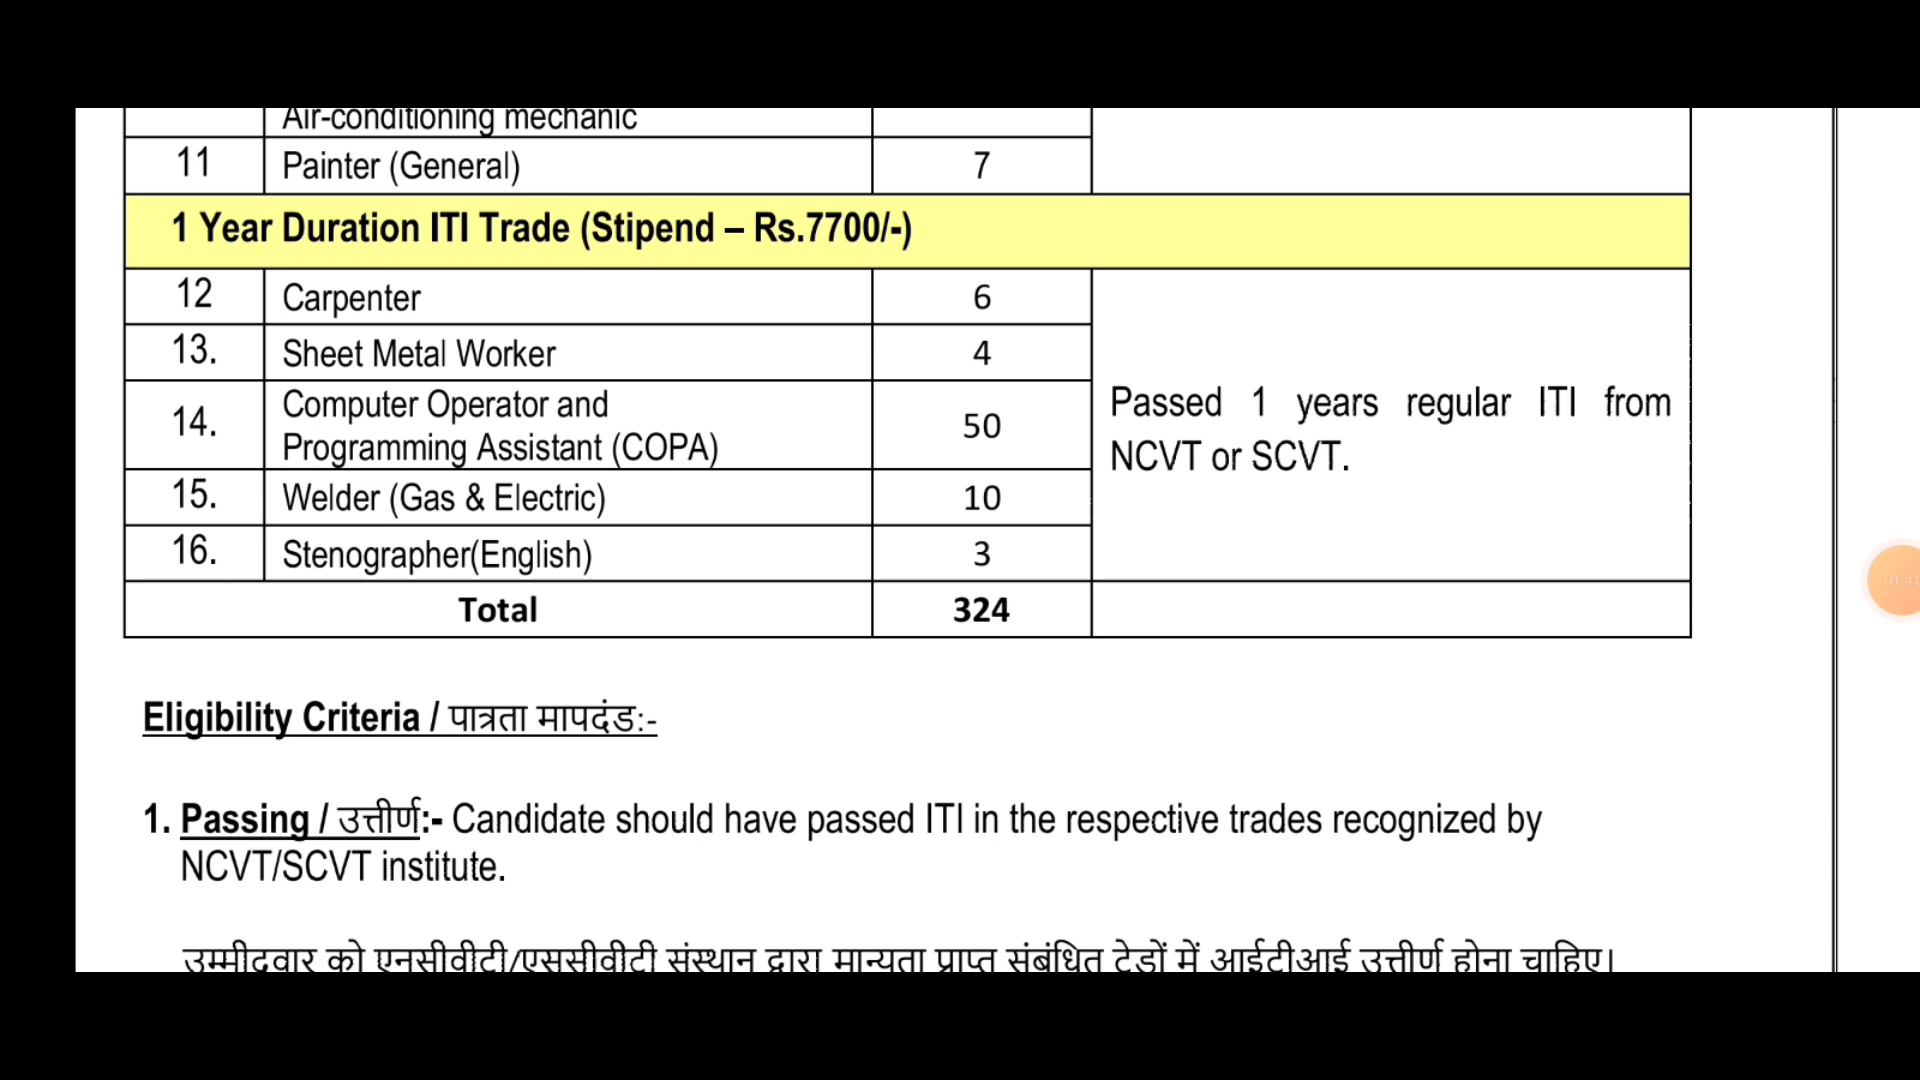 Air-conditioning mechanic
11 Painter (General) 7
1 Year Duration ITI Trade (Stipend – Rs.7700/-)
12 Carpenter 6
13. Sheet Metal Worker 4
14. Computer Operator and
Programming Assistant (COPA) 50
15. Welder (Gas & Electric) 10
16. Stenographer(English) 3
Passed 1 years regular ITI from
NCVT or SCVT.
Total 324
Eligibility Criteria / पात्रता मापदंड:-
1. Passing / उत्तीर्ण:- Candidate should have passed ITI in the respective trades recognized by
NCVT/SCVT institute.
उम्मीदवार को एनसीवीटी/एससीवीटी संस्थान द्वारा मान्यता प्राप्त संबंधित ट्रेडों में आईटीआई उत्तीर्ण होना चाहिए।
01:41